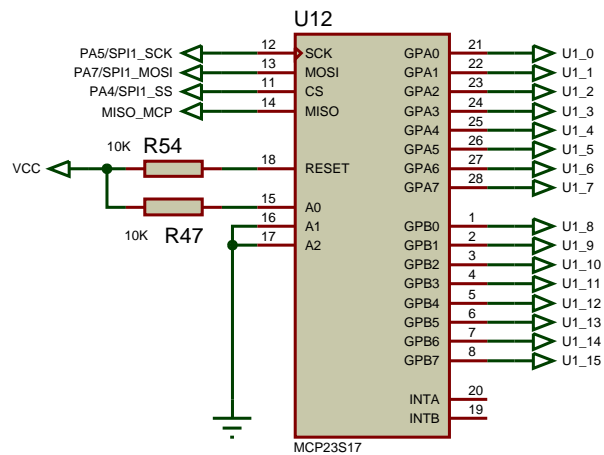 U12
PA5/SPI1_SCK 12 SCK GPA0 21 U1_0
PA7/SPI1_MOSI 13 MOSI GPA1 22 U1_1
PA4/SPI1_SS 11 CS GPA2 23 U1_2
MISO_MCP 14 MISO GPA3 24 U1_3
GPA4 25 U1_4
10K R54 GPA5 26 U1_5
VCC 18 RESET GPA6 27 U1_6
GPA7 28 U1_7
15 A0
16 A1 GPB0 1 U1_8
10K R47 17 A2 GPB1 2 U1_9
GPB2 3 U1_10
GPB3 4 U1_11
GPB4 5 U1_12
GPB5 6 U1_13
GPB6 7 U1_14
GPB7 8 U1_15
INTA 20
INTB 19
MCP23S17